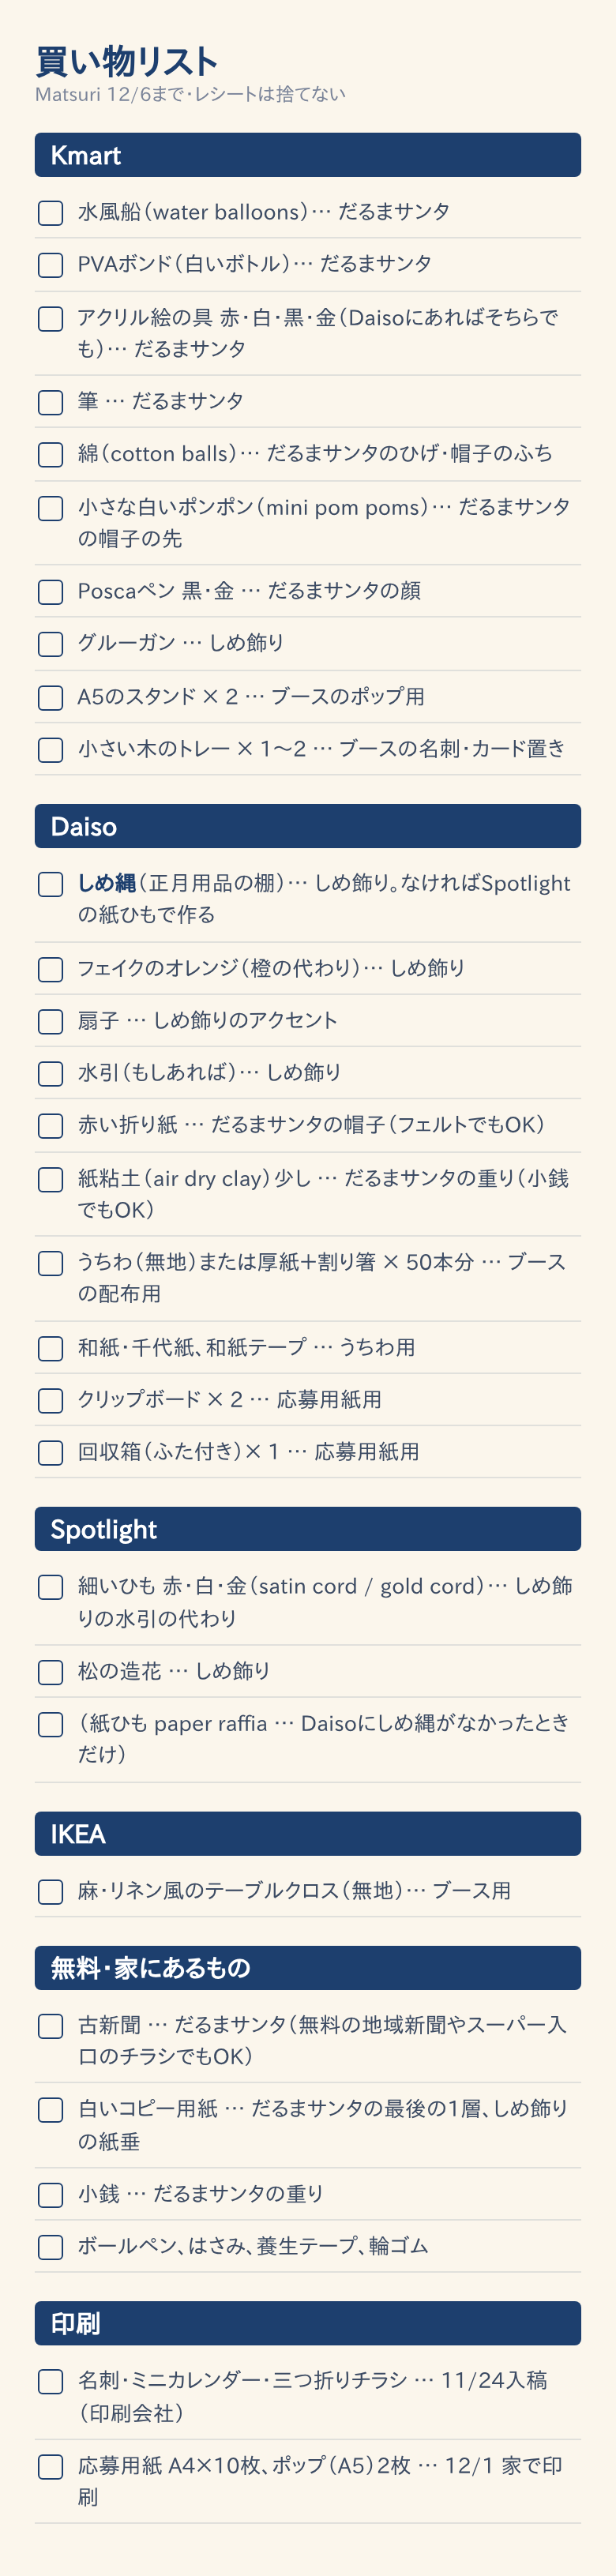 買い物リスト
Matsuri 12/6まで・レシートは捨てない
Kmart
水風船（water balloons）… だるまサンタ
PVAボンド（白いボトル）… だるまサンタ
アクリル絵の具 赤・白・黒・金（Daisoにあればそちらで
も）… だるまサンタ
筆 … だるまサンタ
綿（cotton balls）… だるまサンタのひげ・帽子のふち
小さな白いポンポン（mini pom poms）… だるまサンタ
の帽子の先
Poscaペン 黒・金 … だるまサンタの顔
グルーガン … しめ飾り
A5のスタンド × 2 … ブースのポップ用
小さい木のトレー × 1〜2 … ブースの名刺・カード置き
Daiso
しめ縄（正月用品の棚）… しめ飾り。なければSpotlight
の紙ひもで作る
フェイクのオレンジ（橙の代わり）… しめ飾り
扇子 … しめ飾りのアクセント
水引（もしあれば）… しめ飾り
赤い折り紙 … だるまサンタの帽子（フェルトでもOK）
紙粘土（air dry clay）少し … だるまサンタの重り（小銭
でもOK）
うちわ（無地）または厚紙＋割り箸 × 50本分 … ブース
の配布用
和紙・千代紙、和紙テープ … うちわ用
クリップボード × 2 … 応募用紙用
回収箱（ふた付き）× 1 … 応募用紙用
Spotlight
細いひも 赤・白・金（satin cord / gold cord）… しめ飾
りの水引の代わり
松の造花 … しめ飾り
（紙ひも paper raffia … Daisoにしめ縄がなかったとき
だけ）
IKEA
麻・リネン風のテーブルクロス（無地）… ブース用
無料・家にあるもの
古新聞 … だるまサンタ（無料の地域新聞やスーパー入
口のチラシでもOK）
白いコピー用紙 … だるまサンタの最後の1層、しめ飾り
の紙垂
小銭 … だるまサンタの重り
ボールペン、はさみ、養生テープ、輪ゴム
印刷
名刺・ミニカレンダー・三つ折りチラシ … 11/24入稿
（印刷会社）
応募用紙 A4×10枚、ポップ（A5）2枚 … 12/1 家で印
刷